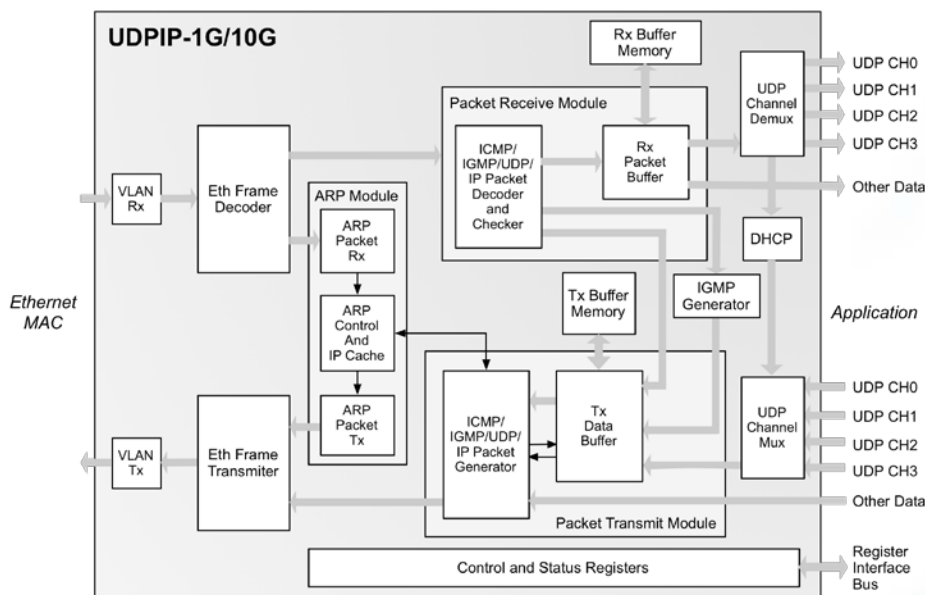 UDPIP-1G/10G
Rx Buffer
Memory
UDP
Channel
Demux
UDP CH0
UDP CH1
UDP CH2
UDP CH3
Other Data
Packet Receive Module
ICMP/
IGMP/UDP/
IP Packet
Decoder
and
Checker
Rx
Packet
Buffer
VLAN
Rx
Eth Frame
Decoder
ARP Module
ARP
Packet
Rx
ARP
Control
And
IP Cache
ARP
Packet
Tx
DHCP
IGMP
Generator
Tx Buffer
Memory
Ethernet
MAC
Application
ICMP/
IGMP/UDP/
IP Packet
Generator
Tx
Data
Buffer
Packet Transmit Module
UDP
Channel
Mux
UDP CH0
UDP CH1
UDP CH2
UDP CH3
Other Data
VLAN
Tx
Eth Frame
Transmiter
Control and Status Registers
Register
Interface
Bus